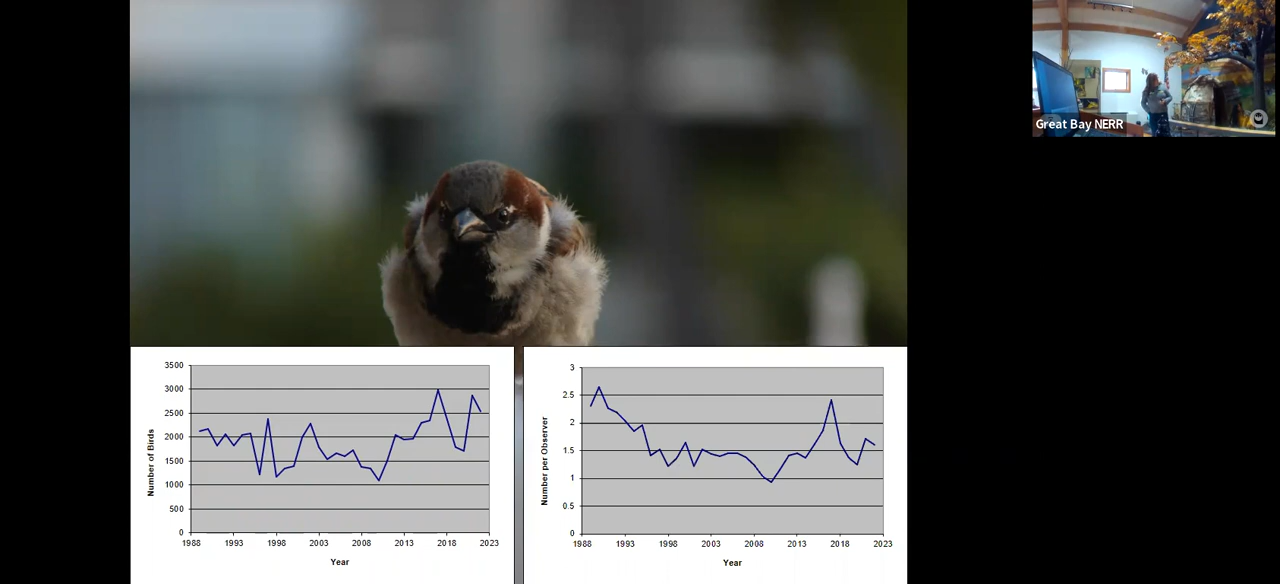 Great Bay NERR
3500
3000
2500
2000
1500
1000
500
0
Number of Birds
1988 1993 1998 2003 2008 2013 2018 2023
Year
3
2.5
2
1.5
1
0.5
0
Number per Observer
1988 1993 1998 2003 2008 2013 2018 2023
Year